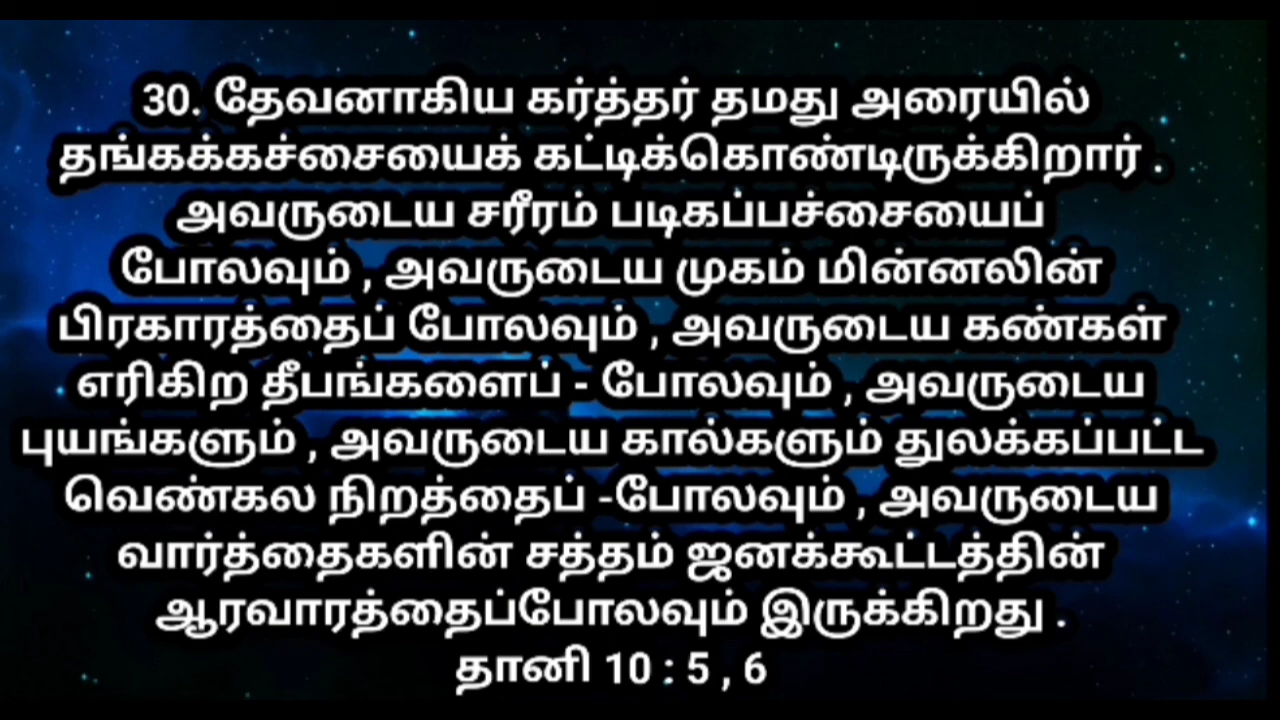 30. தேவனாகிய கர்த்தர் தமது அரையில்
தங்கக்கச்சையைக் கட்டிக்கொண்டிருக்கிறார் .
அவருடைய சரீரம் படிகப்பச்சையைப்
போலவும் , அவருடைய முகம் மின்னலின்
பிரகாரத்தைப் போலவும் , அவருடைய கண்கள்
எரிகிற தீபங்களைப் - போலவும் , அவருடைய
புயங்களும் , அவருடைய கால்களும் துலக்கப்பட்ட
வெண்கல நிறத்தைப் -போலவும் , அவருடைய
வார்த்தைகளின் சத்தம் ஜனக்கூட்டத்தின்
ஆரவாரத்தைப்போலவும் இருக்கிறது .
தானி 10 : 5 , 6